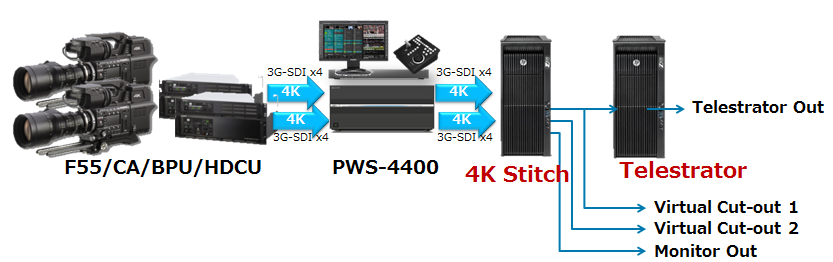 3G-SDI x4
4K
4K
3G-SDI x4
F55/CA/BPU/HDCU
PWS-4400
3G-SDI x4
4K
4K
3G-SDI x4
4K Stitch
Telestrator
Telestrator Out
Virtual Cut-out 1
Virtual Cut-out 2
Monitor Out